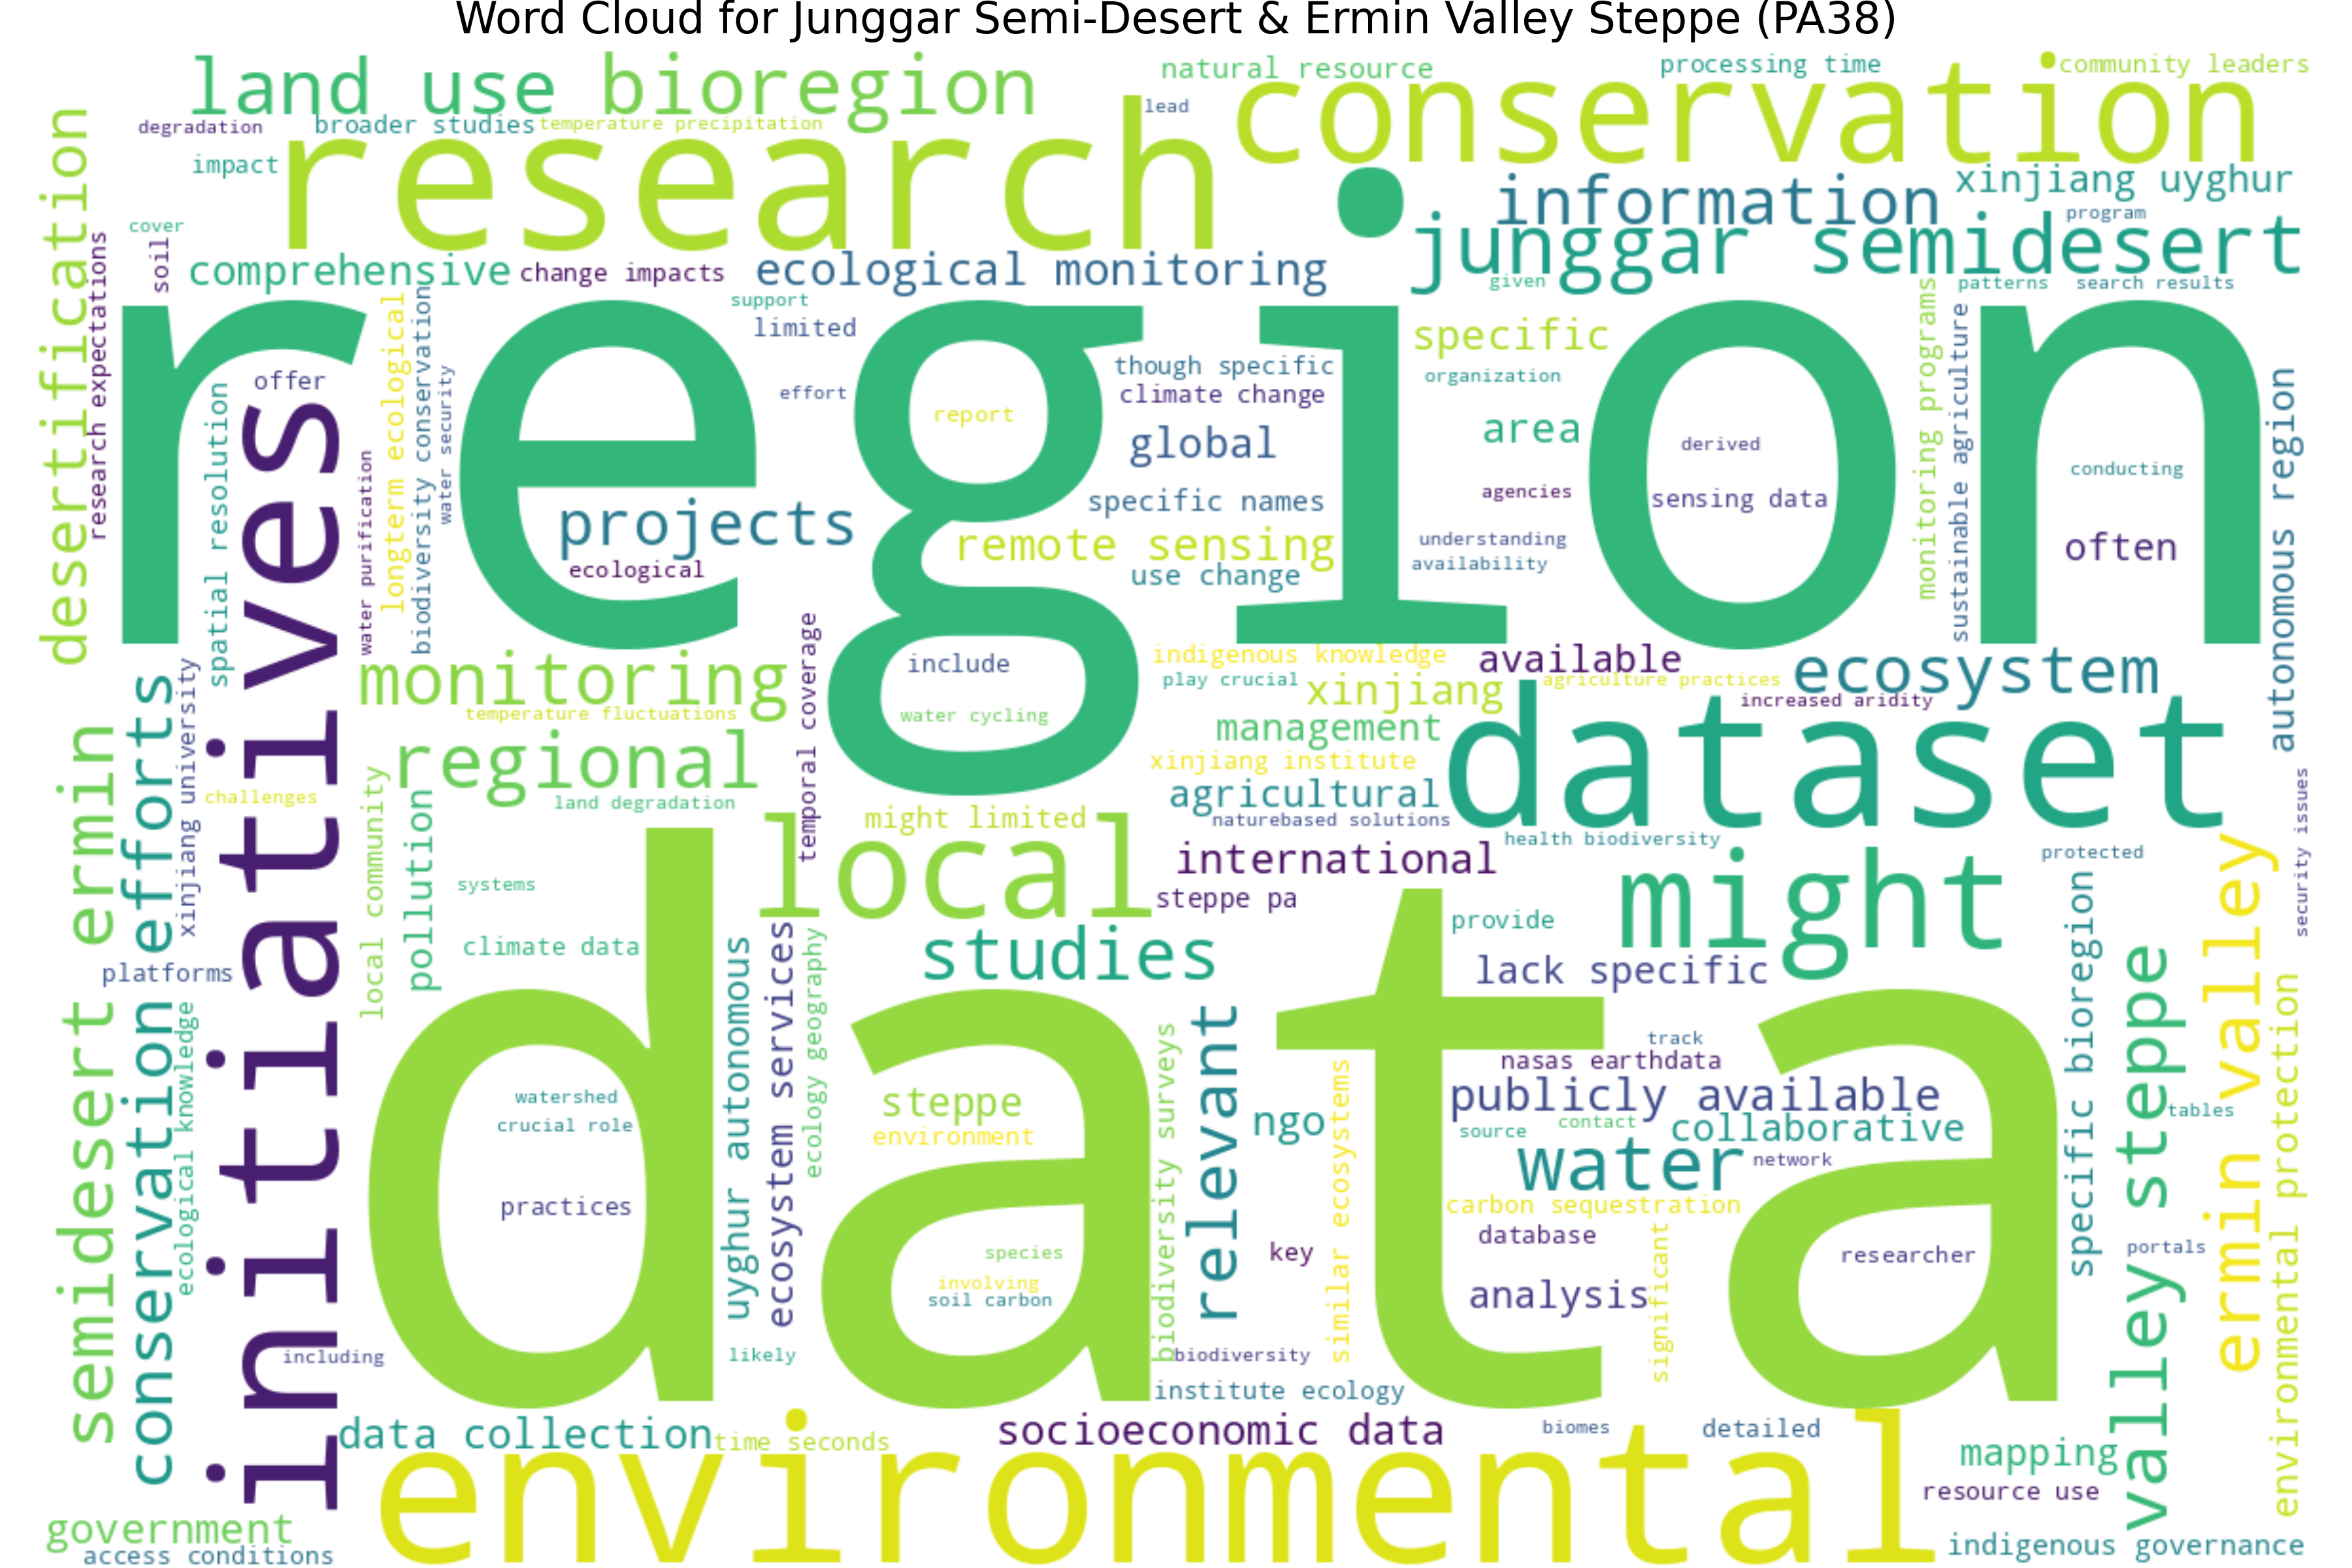 Word Cloud for Junggar Semi-Desert & Ermin Valley Steppe (PA38)
land use
bioregion
natural resource
processing time
community leaders
conservation
lead
degradation
broader studies
temperature precipitation
research
impact
information
xinjiang uyghur
program
junggar semidesert
cover
soil
desertification
research expectations
comprehensive
change impacts
ecological monitoring
given
patterns
search results
region
support
limited
specific
though specific
climate change
organization
offer
effort
report
global
area
derived
conducting
sensing data
agencies
specific names
projects
remote sensing
understanding
often
ecological
use change
availability
spatial resolution
initiatives
water purification
longterm ecological
biodiversity conservation
water security
monitoring programs
sustainable agriculture
autonomous region
include
indigenous knowledge
available
ecosystem
monitoring
play crucial
xinjiang
agriculture practices
increased aridity
temperature fluctuations
water cycling
management
dataset
temporal coverage
regional
xinjiang institute
agricultural
challenges
land degradation
naturebased solutions
might limited
local
health biodiversity
international
protected
security issues
semidesert ermin
conservation efforts
xinjiang university
local community
pollution
systems
steppe pa
might
provide
climate data
studies
lack specific
platforms
data
uyghur autonomous
ecosystem services
ecology geography
ecological knowledge
track
nasas earthdata
watershed
steppe
publicly available
tables
crucial role
environment
ngo
source
contact
collaborative
water
network
practices
carbon sequestration
biodiversity surveys
relevant
similar ecosystems
key
database
species
researcher
portals
involving
soil carbon
analysis
significant
specific bioregion
valley steppe
ermin valley
environmental protection
including
likely
biodiversity
institute ecology
data collection
time seconds
socioeconomic data
biomes
detailed
mapping
environmental
resource use
government
access conditions
indigenous governance